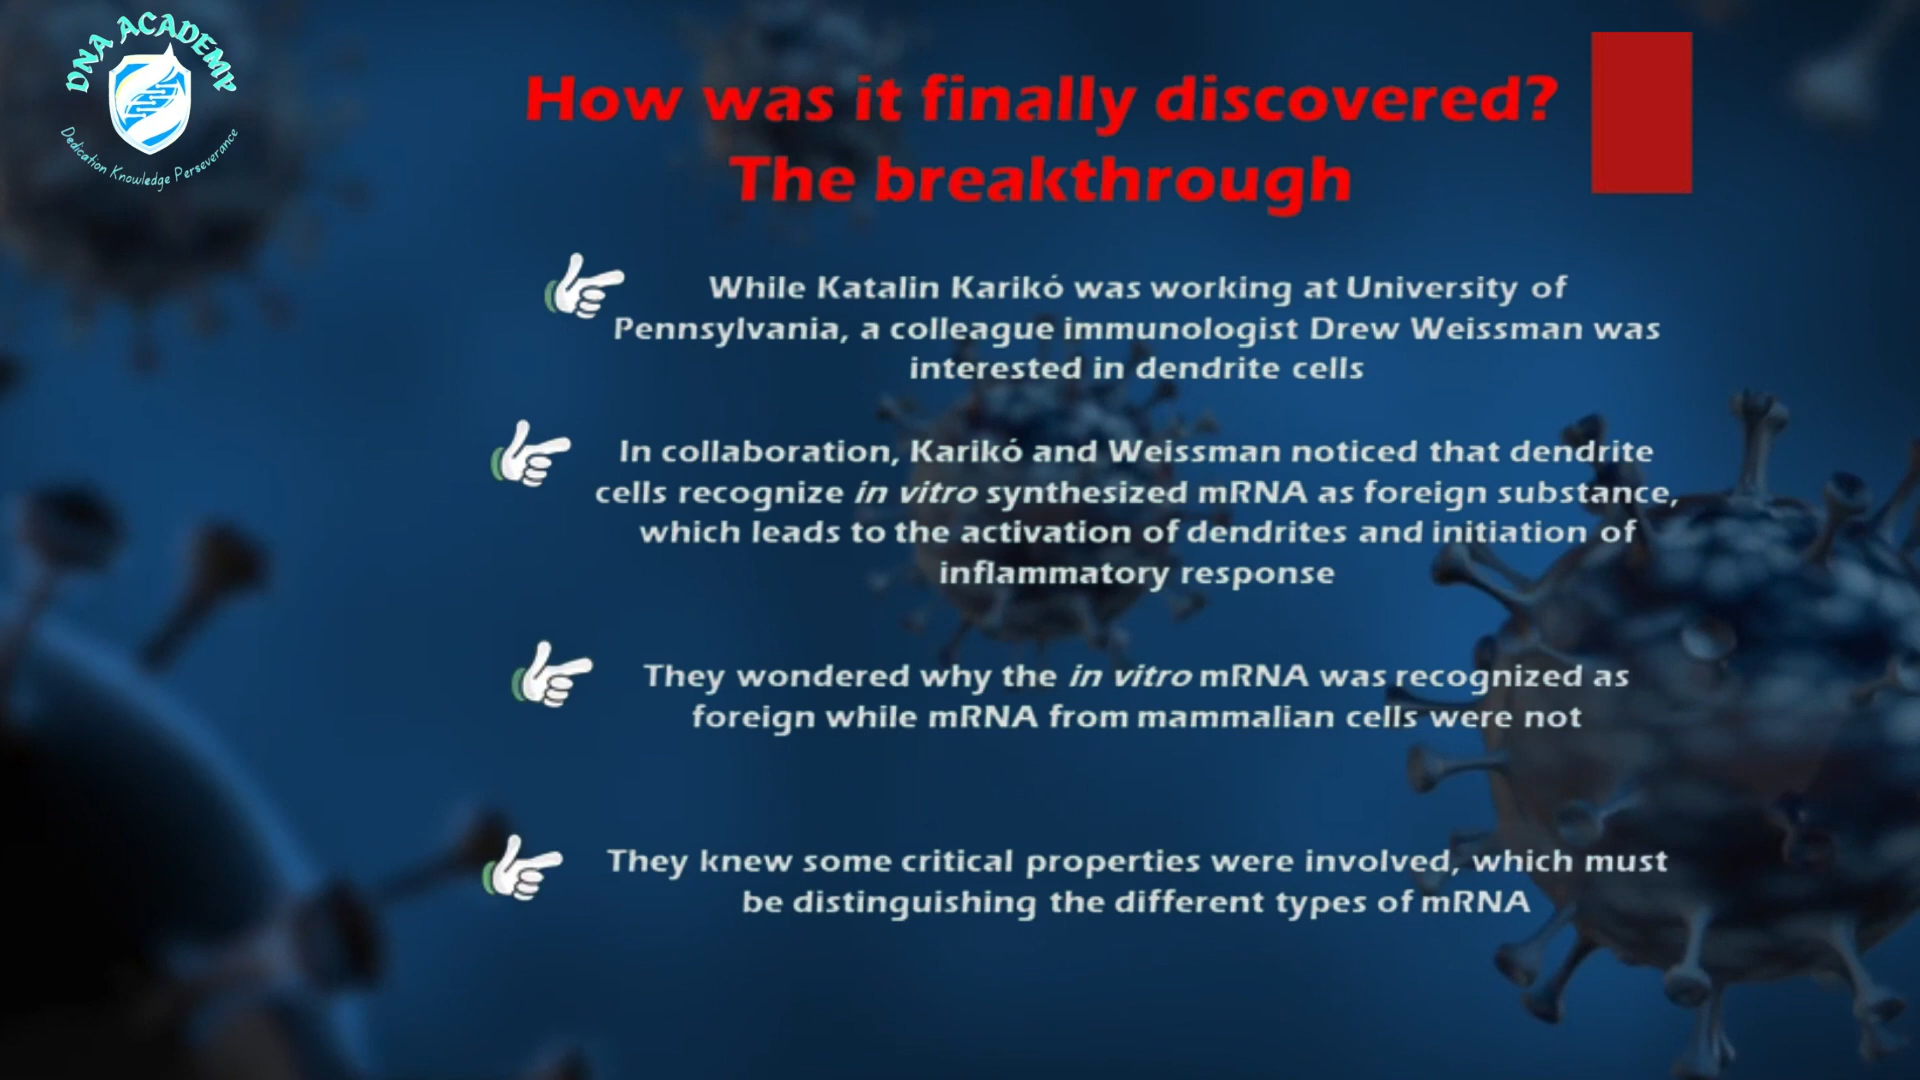 DNA ACADEMY
Dedication Knowledge Perseverance
How was it finally discovered?
The breakthrough
While Katalin Karikó was working at University of
Pennsylvania, a colleague immunologist Drew Weissman was
interested in dendrite cells
In collaboration, Karikó and Weissman noticed that dendrite
cells recognize in vitro synthesized mRNA as foreign substance,
which leads to the activation of dendrites and initiation of
inflammatory response
They wondered why the in vitro mRNA was recognized as
foreign while mRNA from mammalian cells were not
They knew some critical properties were involved, which must
be distinguishing the different types of mRNA